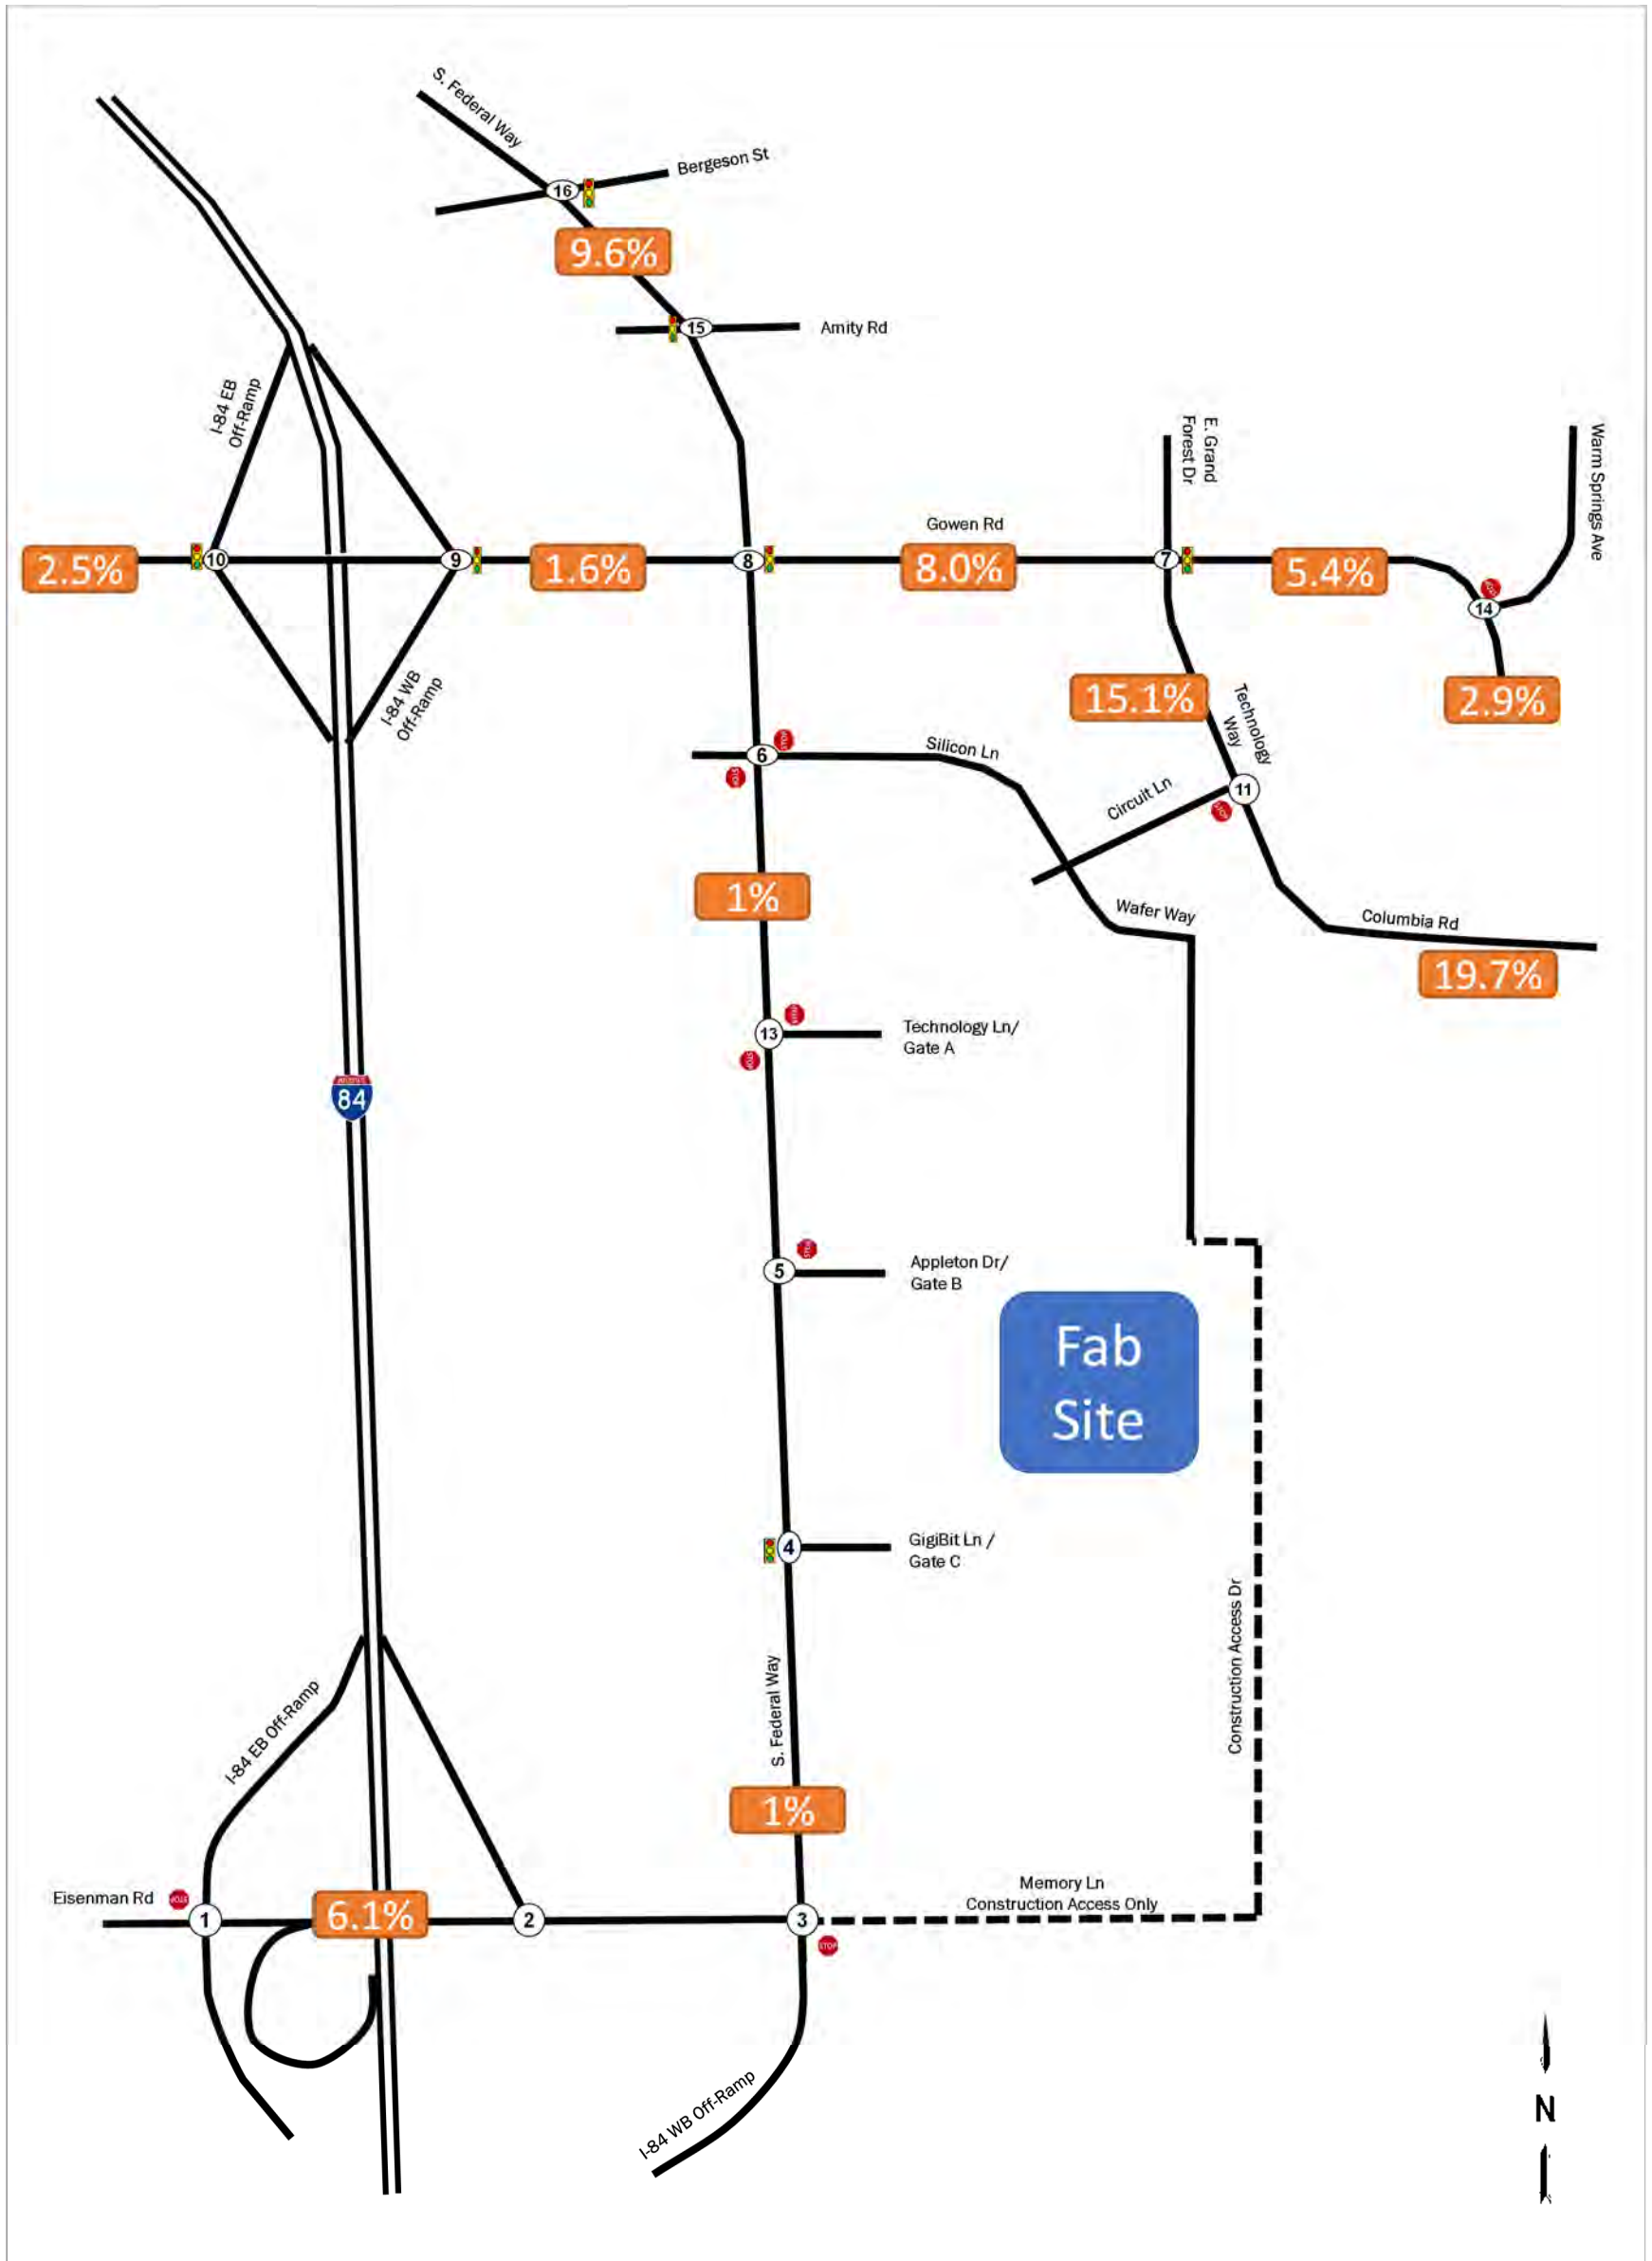 S. Federal Way
Bergeson St
16
9.6%
15
Amity Rd
I-84 EB
Off-Ramp
E. Grand
Forest Dr
Warm Springs Ave
Gowen Rd
2.5%
10
9
1.6%
8
8.0%
7
5.4%
14
I-84 WB
Off-Ramp
15.1%
Technology
Way
2.9%
6
Silicon Ln
Circuit Ln
11
1%
Wafer Way
Columbia Rd
19.7%
13
Technology Ln/
Gate A
84
5
Appleton Dr/
Gate B
Fab
Site
4
GigiBit Ln /
Gate C
Construction Access Dr
S. Federal Way
I-84 EB Off-Ramp
1%
Memory Ln
Construction Access Only
Eisenman Rd
1
6.1%
2
3
STOP
I-84 WB Off-Ramp
N